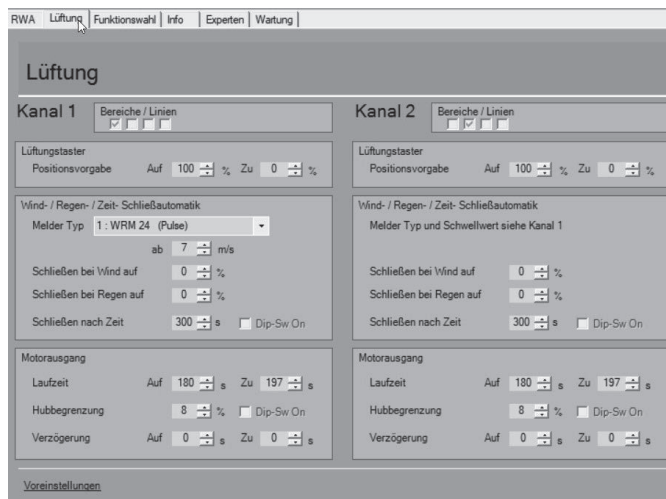 RWA Lüftung Funktionswahl Info Experten Wartung
Lüftung
Kanal 1 Bereiche / Linien
Lüftungstaster
Positionsvorgabe Auf 100 % Zu 0 %
Wind- / Regen- / Zeit- Schließautomatik
Melder Typ 1 : WRM 24 (Pulse)
ab 7 m/s
Schließen bei Wind auf 0 %
Schließen bei Regen auf 0 %
Schließen nach Zeit 300 s Dip-Sw On
Motorausgang
Laufzeit Auf 180 s Zu 197 s
Hubbegrenzung 8 % Dip-Sw On
Verzögerung Auf 0 s Zu 0 s
Kanal 2 Bereiche / Linien
Lüftungstaster
Positionsvorgabe Auf 100 % Zu 0 %
Wind- / Regen- / Zeit- Schließautomatik
Melder Typ und Schwellwert siehe Kanal 1
Schließen bei Wind auf 0 %
Schließen bei Regen auf 0 %
Schließen nach Zeit 300 s Dip-Sw On
Motorausgang
Laufzeit Auf 180 s Zu 197 s
Hubbegrenzung 8 % Dip-Sw On
Verzögerung Auf 0 s Zu 0 s
Voreinstellungen